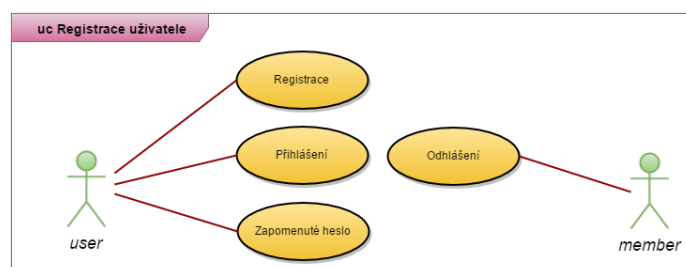 uc Registrace uživatele
Registrace
Přihlášení
Odhlášení
Zapomenuté heslo
user
member